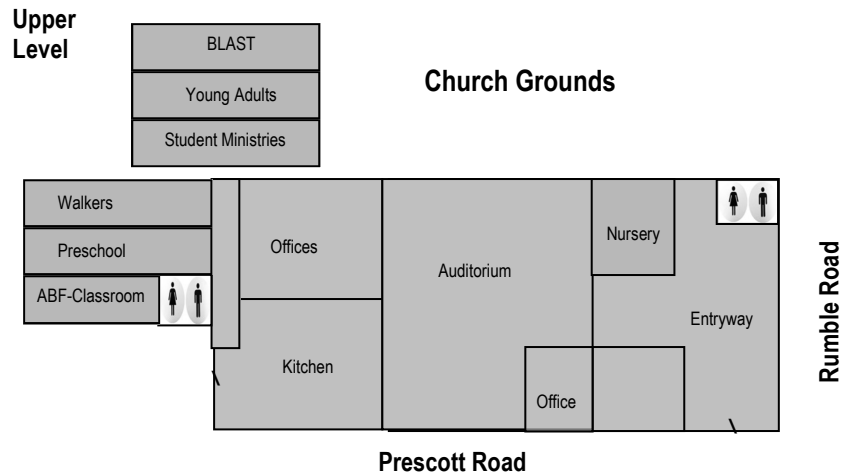 Upper
Level
BLAST
Young Adults
Student Ministries
Church Grounds
Walkers
Preschool
ABF-Classroom
Offices
Kitchen
Auditorium
Nursery
Entryway
Office
Rumble Road
Prescott Road